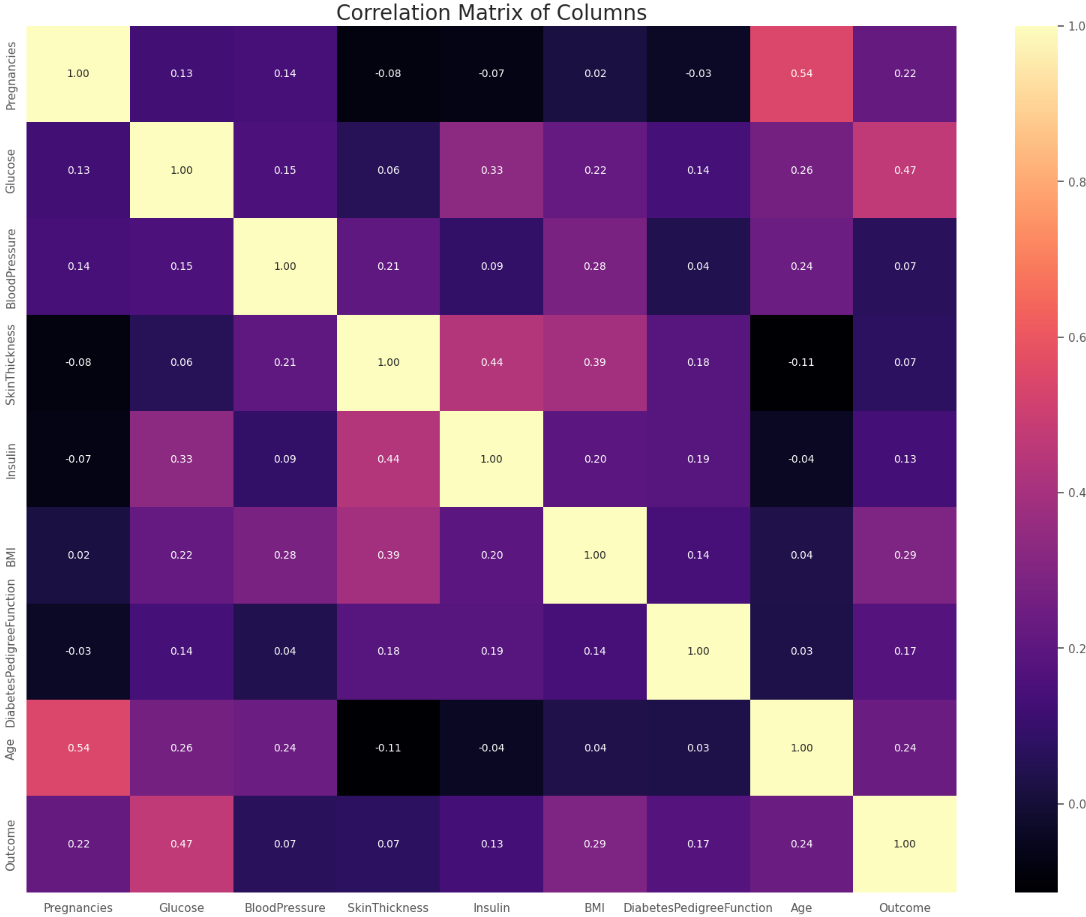 Correlation Matrix of Columns
Pregnancies 1.00 0.13 0.14 -0.08 -0.07 0.02 -0.03 0.54 0.22
Glucose 0.13 1.00 0.15 0.06 0.33 0.22 0.14 0.26 0.47
BloodPressure 0.14 0.15 1.00 0.21 0.09 0.28 0.04 0.24 0.07
SkinThickness -0.08 0.06 0.21 1.00 0.44 0.39 0.18 -0.11 0.07
Insulin -0.07 0.33 0.09 0.44 1.00 0.20 0.19 -0.04 0.13
BMI 0.02 0.22 0.28 0.39 0.20 1.00 0.14 0.04 0.29
DiabetesPedigreeFunction -0.03 0.14 0.04 0.18 0.19 0.14 1.00 0.03 0.17
Age 0.54 0.26 0.24 -0.11 -0.04 0.04 0.03 1.00 0.24
Outcome 0.22 0.47 0.07 0.07 0.13 0.29 0.17 0.24 1.00
Pregnancies Glucose BloodPressure SkinThickness Insulin BMI DiabetesPedigreeFunction Age Outcome
1.0
0.8
0.6
0.4
0.2
0.0